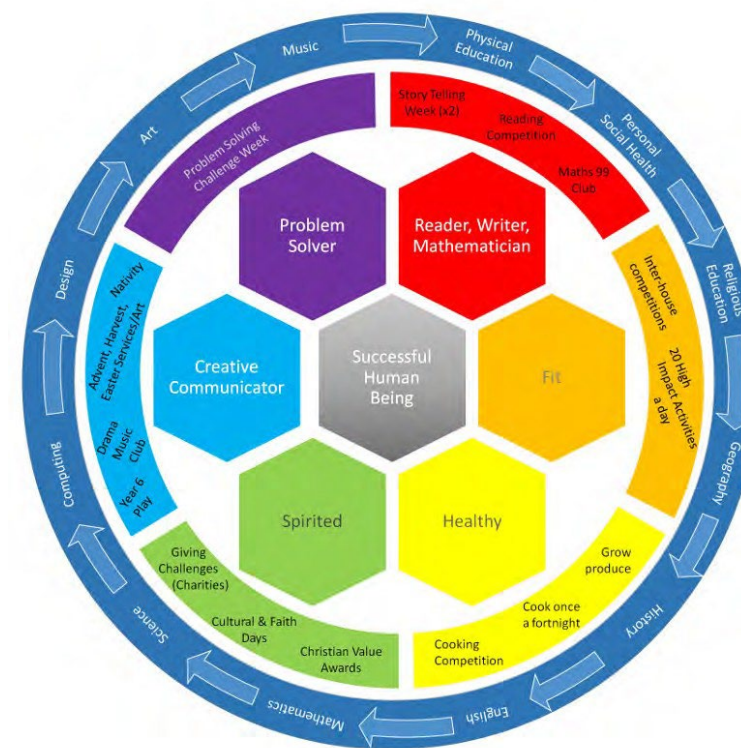 Music
Physical Education
Personal
Social Health
Religious
Education
Geography
History
English
Mathematics
Science
Computing
Design
Art
Problem Solving
Challenge Week
Story Telling
Week (x2)
Reading
Competition
Maths 99
Club
Inter-house
competitions
20 High
Impact Activities
a day
Grow
produce
Cook once
a fortnight
Cooking
Competition
Christian Value
Awards
Cultural & Faith
Days
Giving
Challenges
(Charities)
Year 6
Play
Drama
Music
Club
Advent, Harvest,
Easter Services/Art
Nativity
Problem
Solver
Reader, Writer,
Mathematician
Creative
Communicator
Successful
Human
Being
Fit
Spirited
Healthy